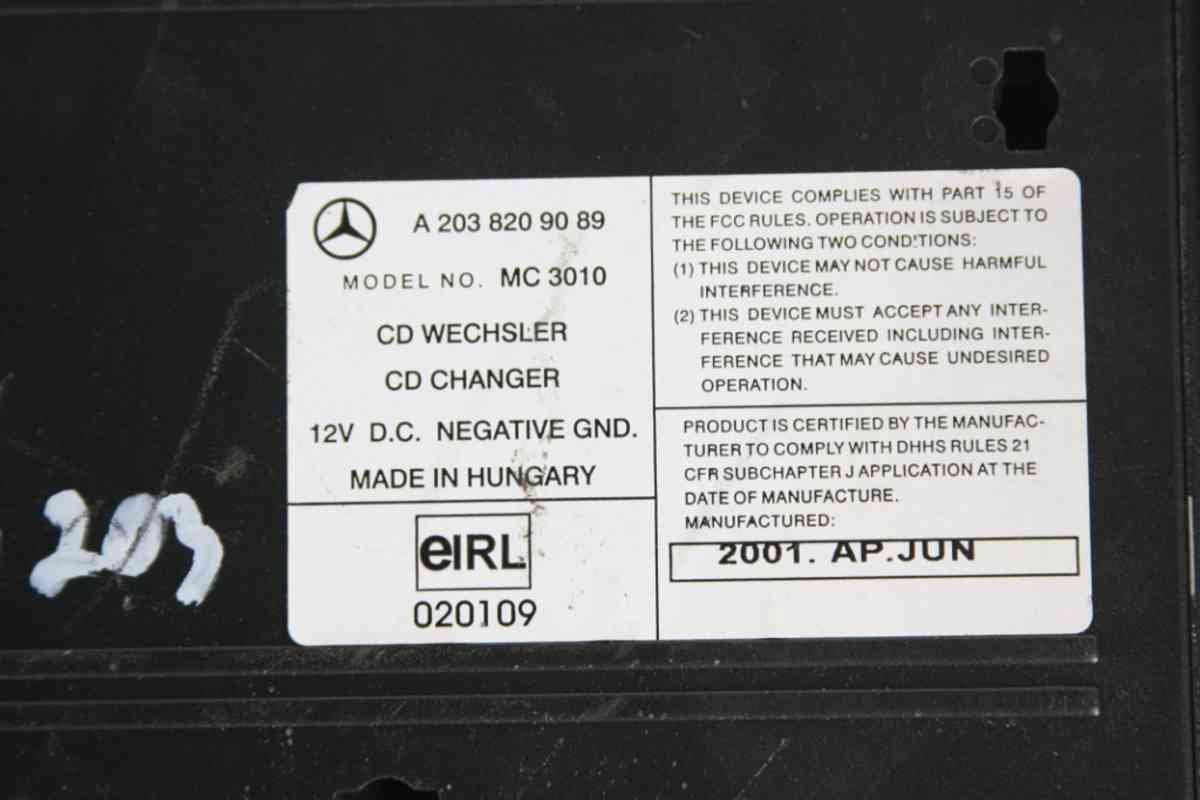 A 203 820 90 89
MODEL NO. MC 3010
CD WECHSLER
CD CHANGER
12V D.C. NEGATIVE GND.
MADE IN HUNGARY
eIRL
020109
THIS DEVICE COMPLIES WITH PART 15 OF
THE FCC RULES. OPERATION IS SUBJECT TO
THE FOLLOWING TWO CONDITIONS:
(1) THIS DEVICE MAY NOT CAUSE HARMFUL
INTERFERENCE.
(2) THIS DEVICE MUST ACCEPT ANY INTER-
FERENCE RECEIVED INCLUDING INTER-
FERENCE THAT MAY CAUSE UNDESIRED
OPERATION.
PRODUCT IS CERTIFIED BY THE MANUFAC-
TURER TO COMPLY WITH DHHS RULES 21
CFR SUBCHAPTER J APPLICATION AT THE
DATE OF MANUFACTURE.
MANUFACTURED:
2001. AP.JUN
203